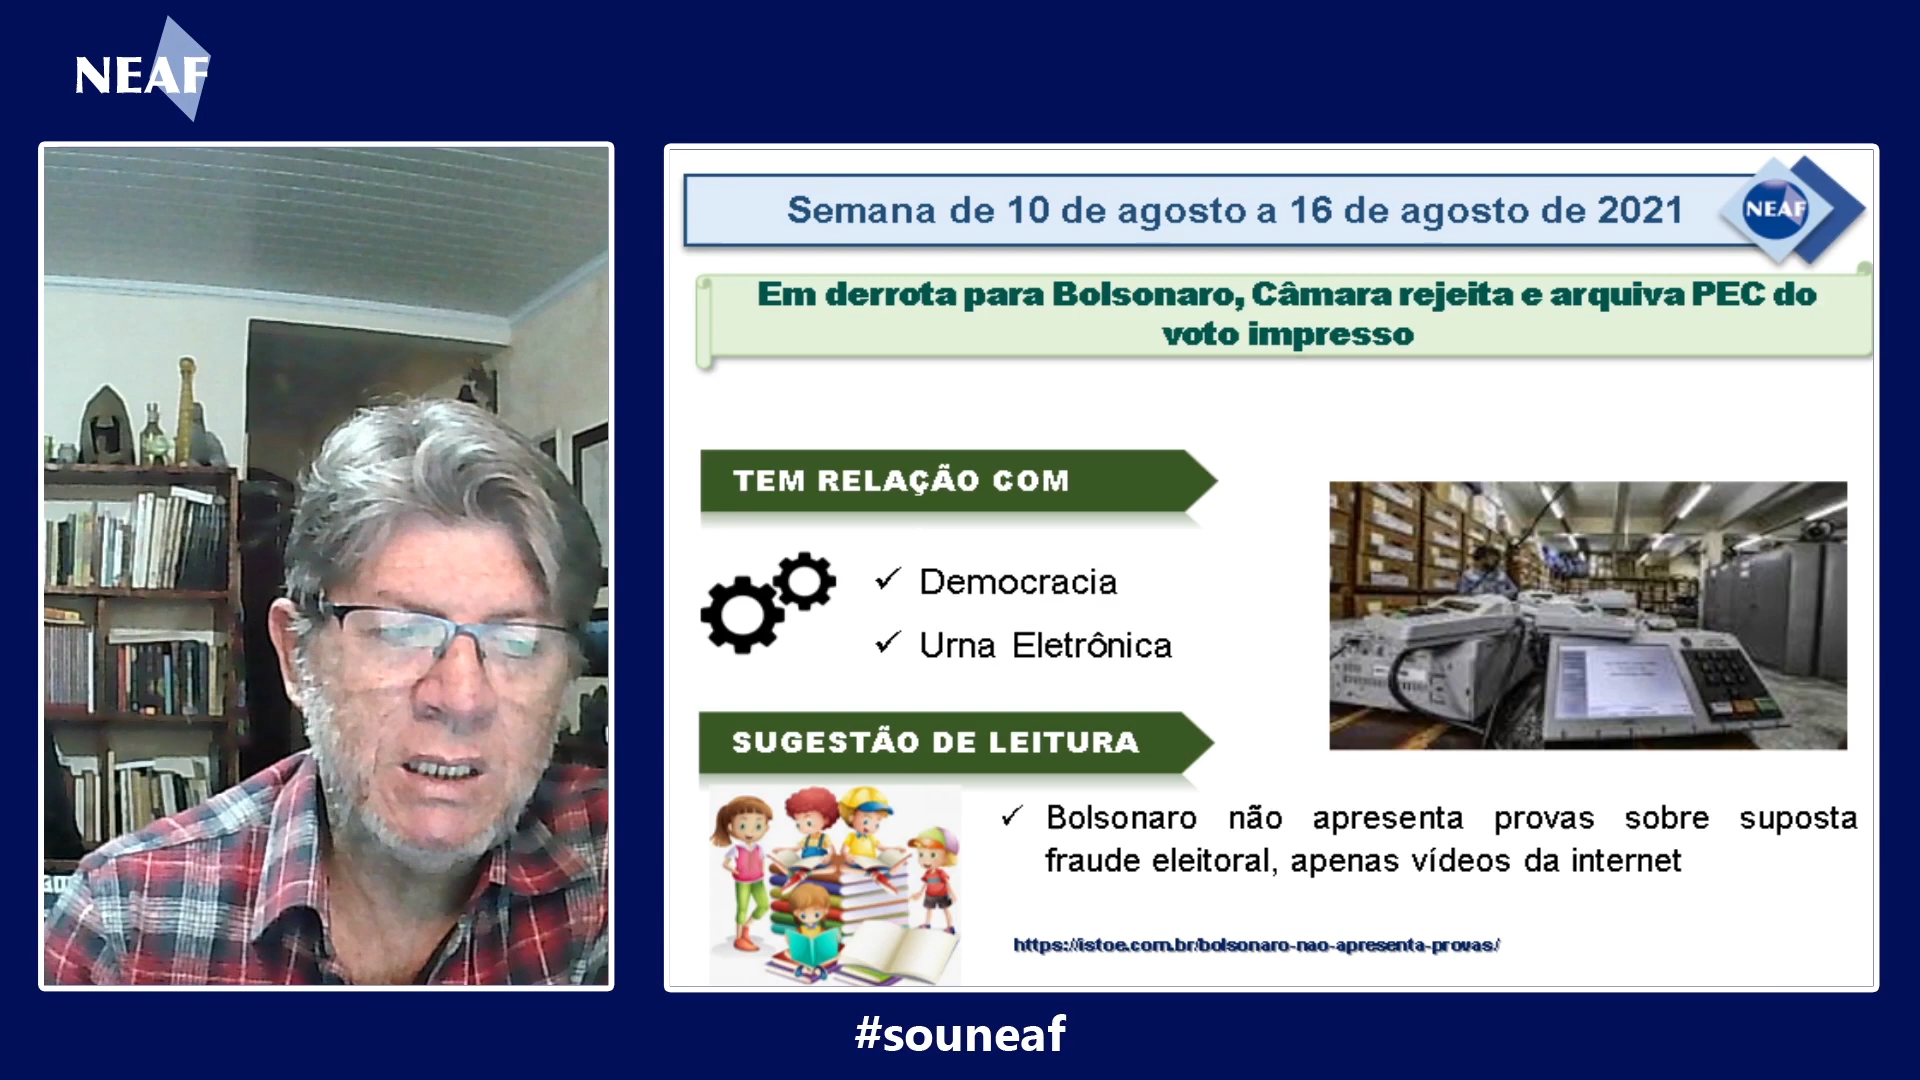 NEAF
Semana de 10 de agosto a 16 de agosto de 2021
NEAF
Em derrota para Bolsonaro, Câmara rejeita e arquiva PEC do
voto impresso
TEM RELAÇÃO COM
✓ Democracia
✓ Urna Eletrônica
SUGESTÃO DE LEITURA
✓ Bolsonaro não apresenta provas sobre suposta
fraude eleitoral, apenas vídeos da internet
https://istoe.com.br/bolsonaro-nao-apresenta-provas/
#souneaf